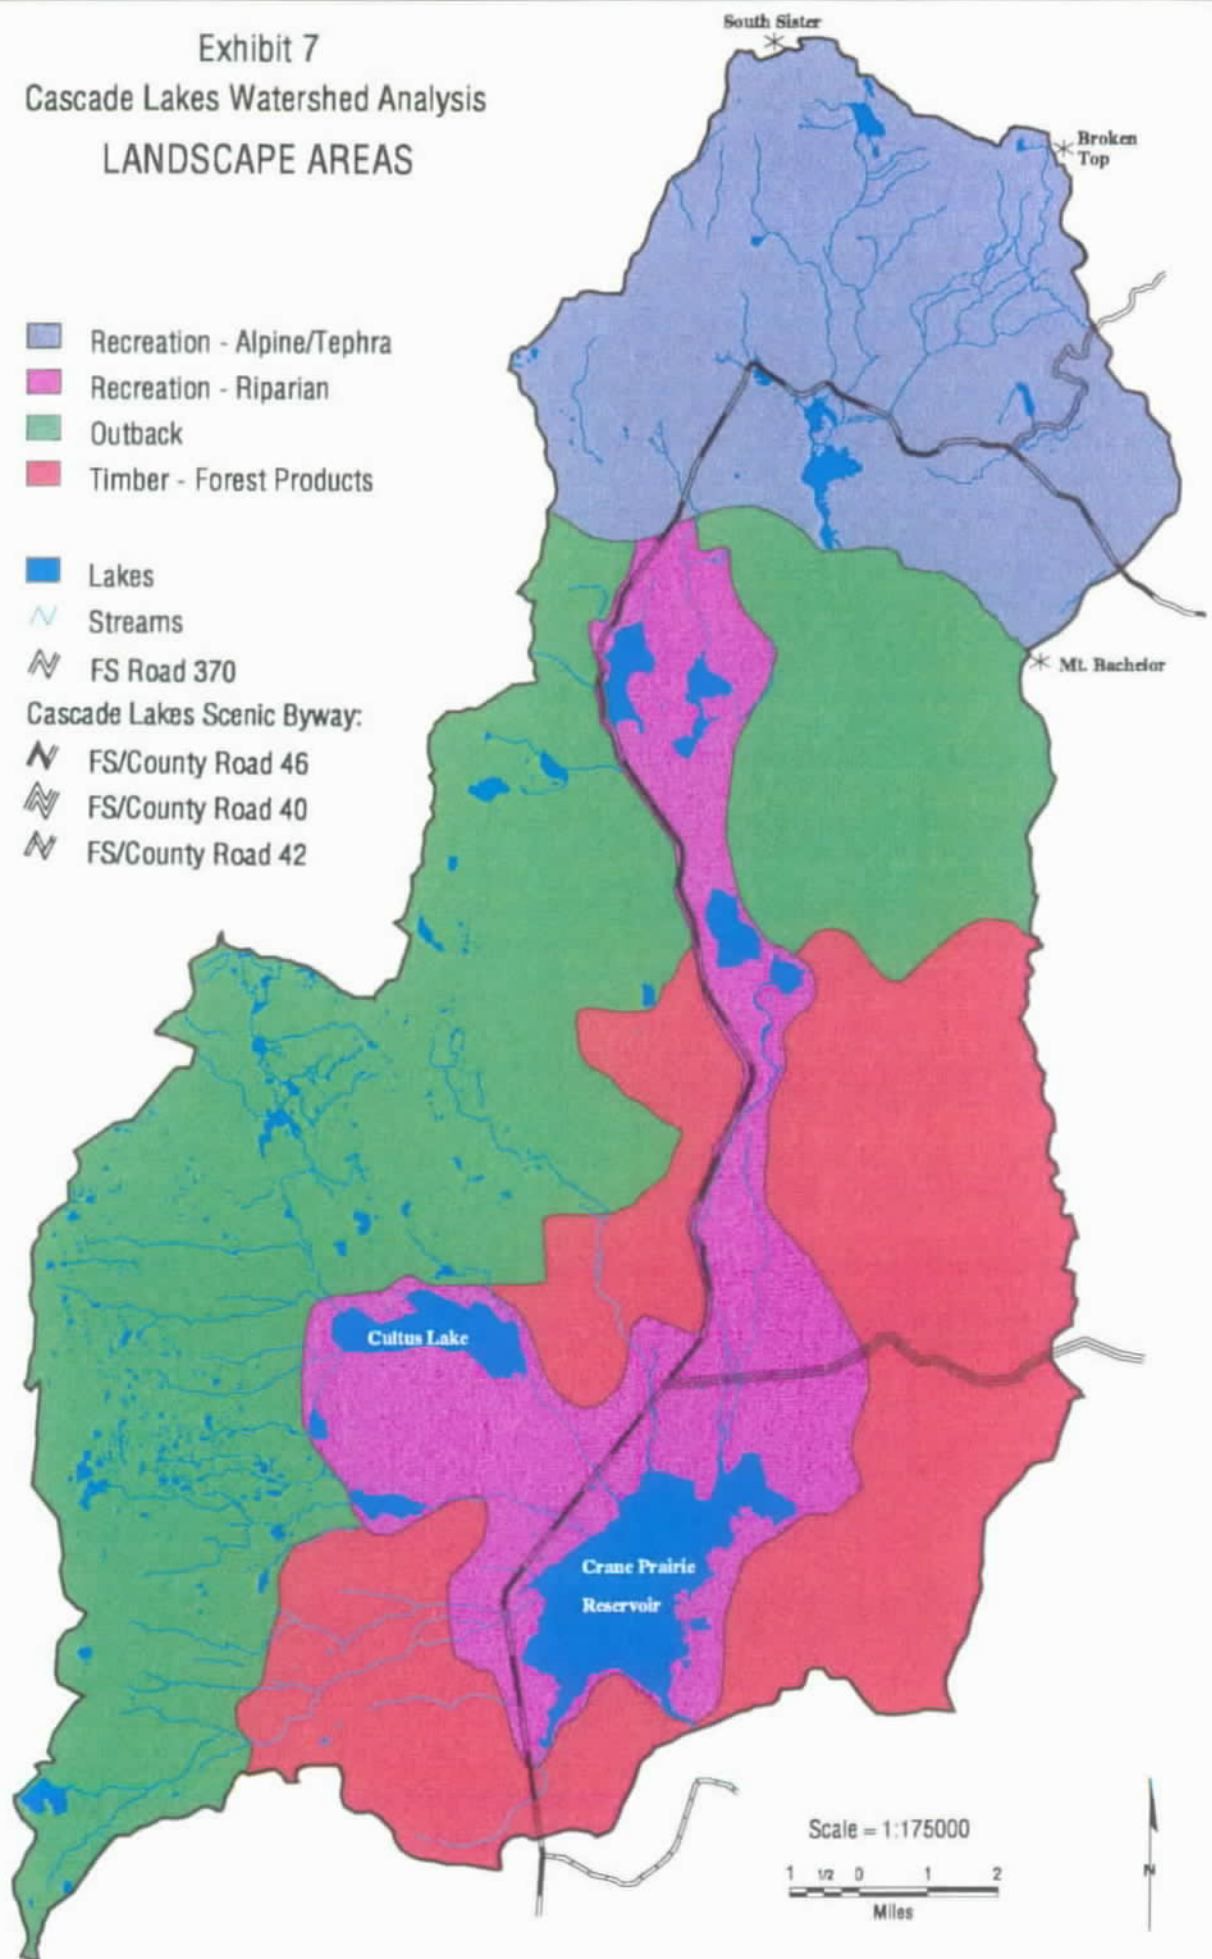 Exhibit 7
Cascade Lakes Watershed Analysis
LANDSCAPE AREAS
South Sister
Broken
Top
Recreation - Alpine/Tephra
Recreation - Riparian
Outback
Timber - Forest Products
Lakes
Streams
FS Road 370
Cascade Lakes Scenic Byway:
FS/County Road 46
FS/County Road 40
FS/County Road 42
Mt. Bachelor
Cultus Lake
Crane Prairie
Reservoir
Scale = 1:175000
1 1/2 0 1 2
Miles
N